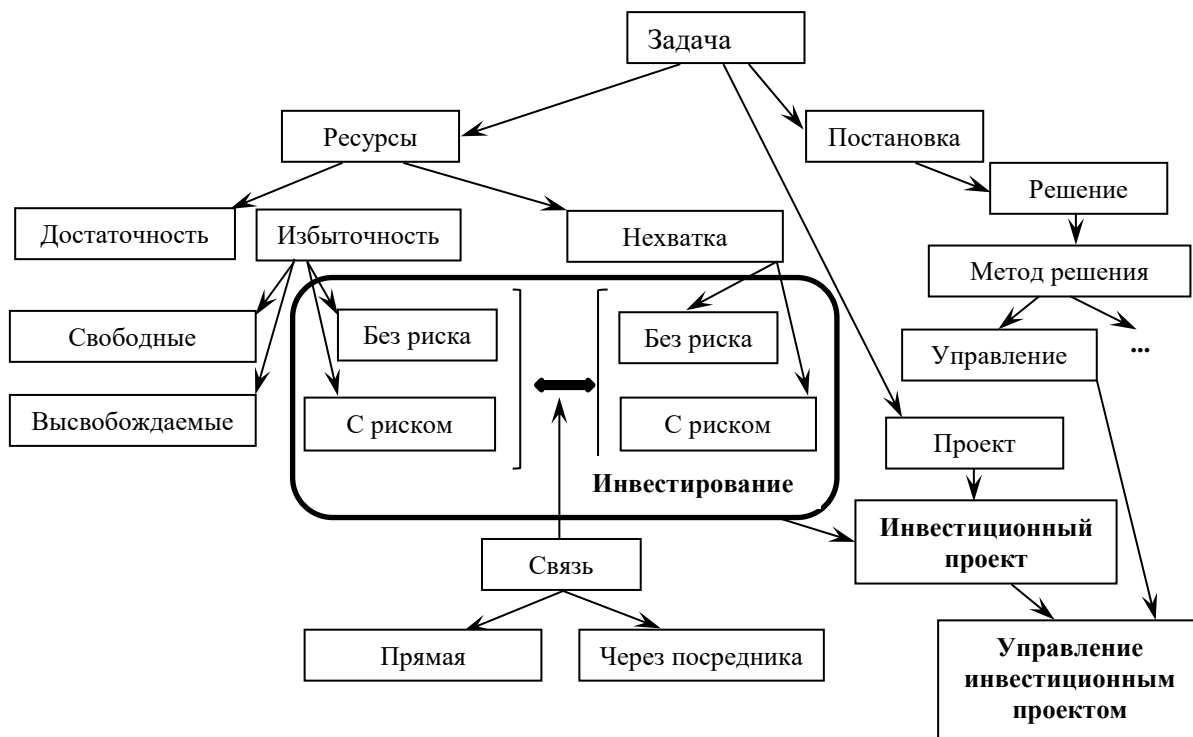 Задача
Ресурсы
Постановка
Решение
Достаточность
Избыточность
Нехватка
Метод решения
Свободные
Без риска
Без риска
Управление
...
Высвобождаемые
С риском
С риском
Проект
Инвестирование
Инвестиционный
проект
Связь
Прямая
Через посредника
Управление
инвестиционным
проектом